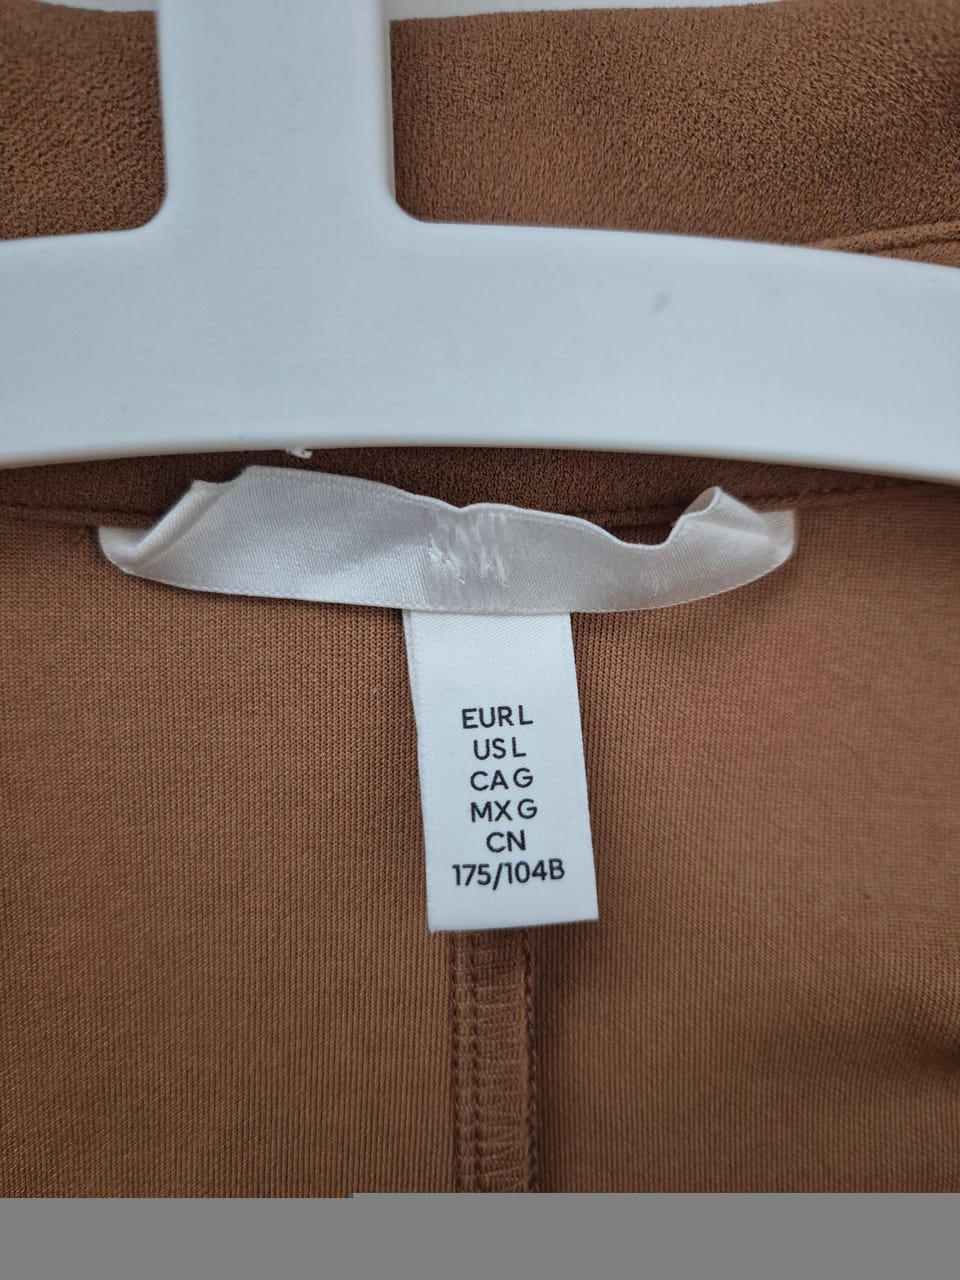 EUR L
US L
CA G
MX G
CN
175/104B